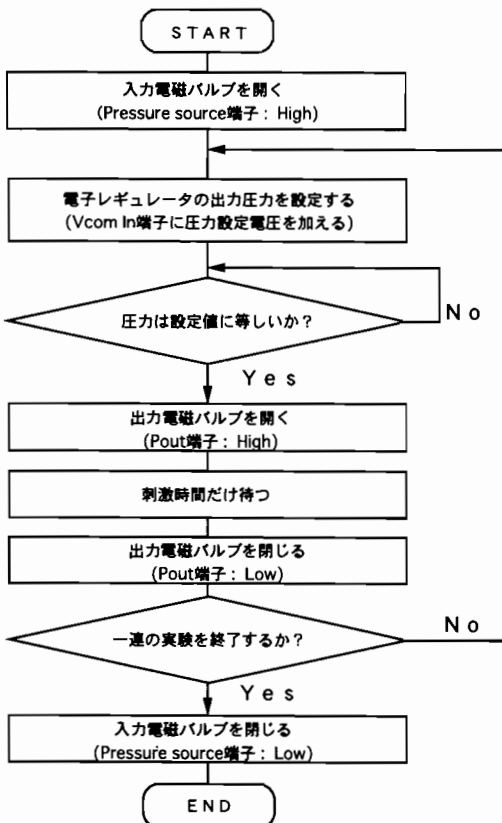 START
入力電磁バルブを開く
(Pressure source端子： High)
電子レギュレータの出力圧力を設定する
(Vcom In端子に圧力設定電圧を加える)
圧力は設定値に等しいか？
No
Yes
出力電磁バルブを開く
(Pout端子： High)
刺激時間だけ待つ
出力電磁バルブを閉じる
(Pout端子： Low)
一連の実験を終了するか？
No
Yes
入力電磁バルブを閉じる
(Pressure source端子： Low)
END